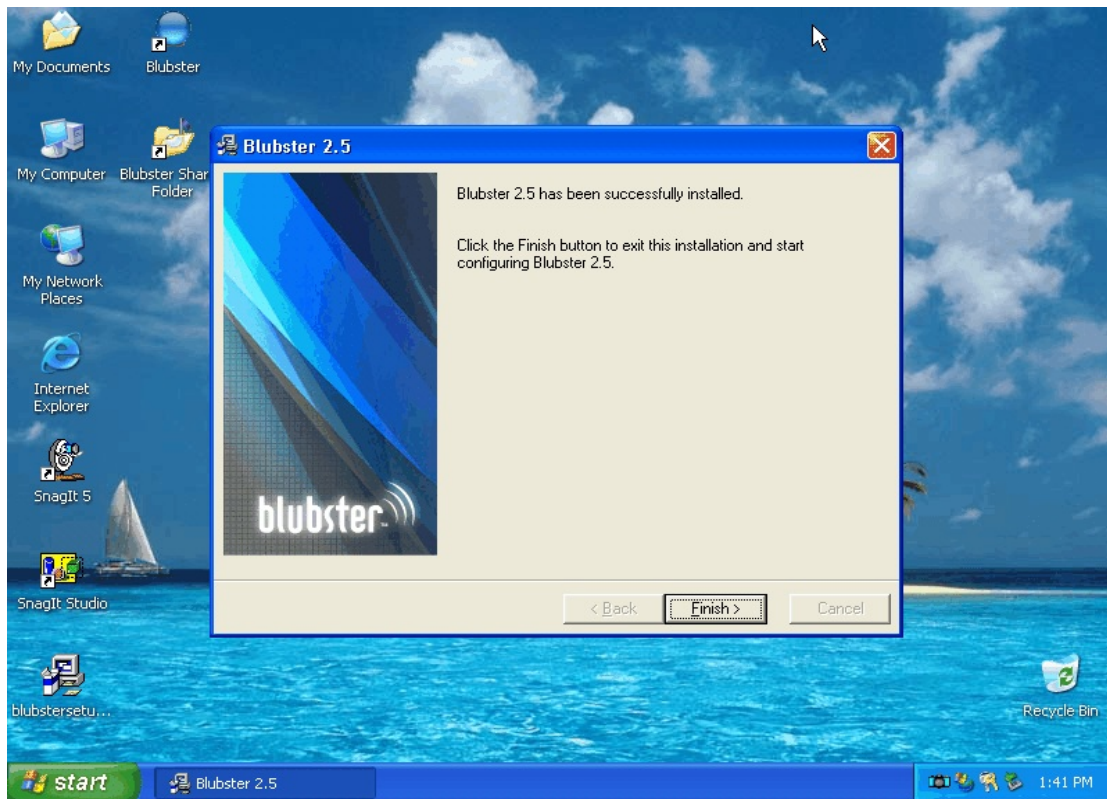 My Documents
Blubster
My Computer
Blubster Shar
Folder
My Network
Places
Internet
Explorer
SnagIt 5
SnagIt Studio
blubstersetu...
Blubster 2.5
Blubster 2.5 has been successfully installed.
Click the Finish button to exit this installation and start
configuring Blubster 2.5.
blubster
< Back
Finish >
Cancel
Recycle Bin
start
Blubster 2.5
1:41 PM